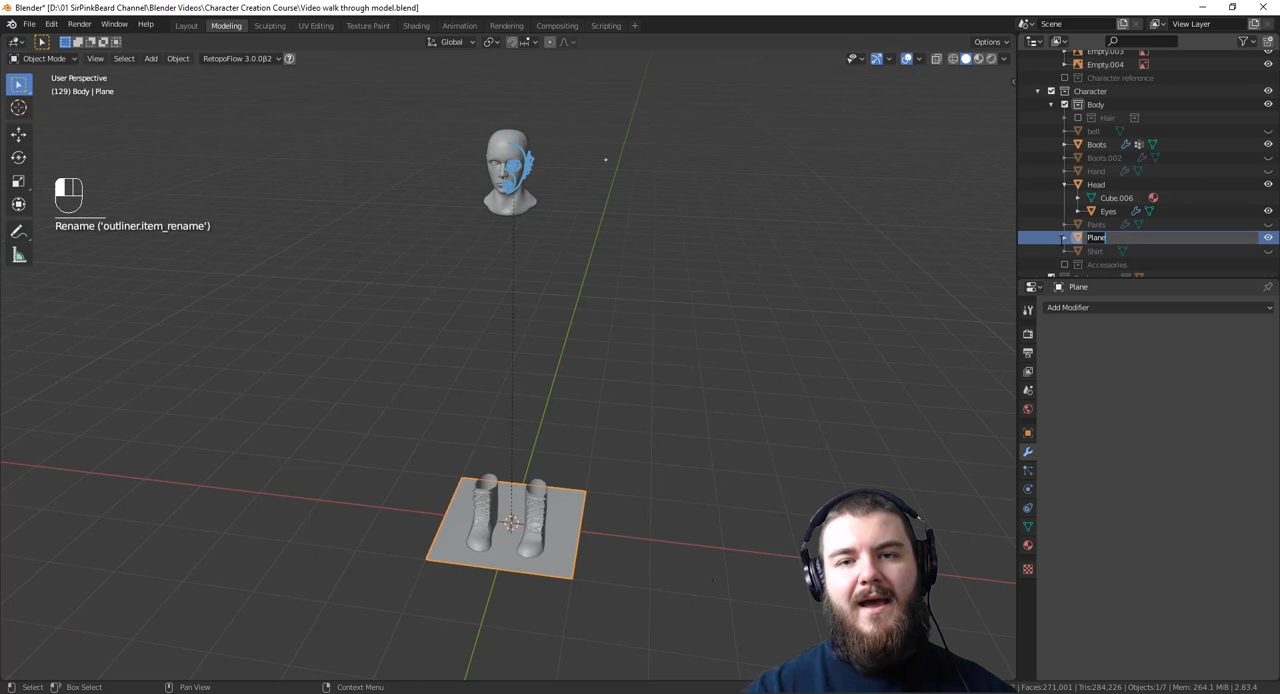 Blender* [D:\01 SirPinkBeard Channel\Blender Videos\Character Creation Course\Video walk through model.blend]
File Edit Render Window Help Layout Modeling Sculpting UV Editing Texture Paint Shading Animation Rendering Compositing Scripting + Scene View Layer
Global Options
Object Mode View Select Add Object RetopoFlow 3.0.0β2
User Perspective
(129) Body | Plane
Rename ('outliner.item_rename')
Empty.003
Empty.004
Character reference
Character
Body
Hair
belt
Boots
Boots.002
Hand
Head
Cube.006
Eyes
Pants
Plane
Shirt
Accessories
Plane
Add Modifier
Select Box Select Pan View Context Menu Faces:271,001 | Tris:284,226 | Objects:1/7 | Mem: 264.1 MiB | 2.83.4